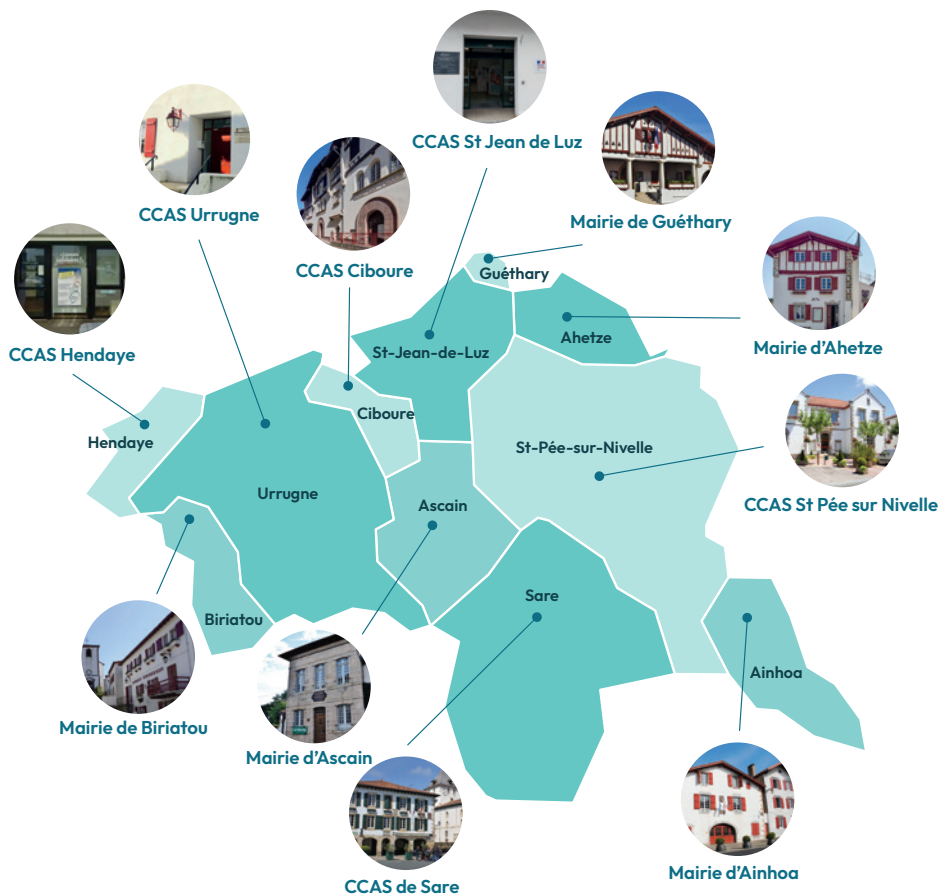 CCAS St Jean de Luz
CCAS Urrugne
Mairie de Guéthary
CCAS Ciboure
CCAS Hendaye
Mairie d'Ahetze
Guéthary
Ahetze
St-Jean-de-Luz
Ciboure
Hendaye
St-Pée-sur-Nivelle
CCAS St Pée sur Nivelle
Urrugne
Ascain
Sare
Biriatou
Ainhoa
Mairie de Biriatou
Mairie d'Ascain
Mairie d'Ainhoa
CCAS de Sare